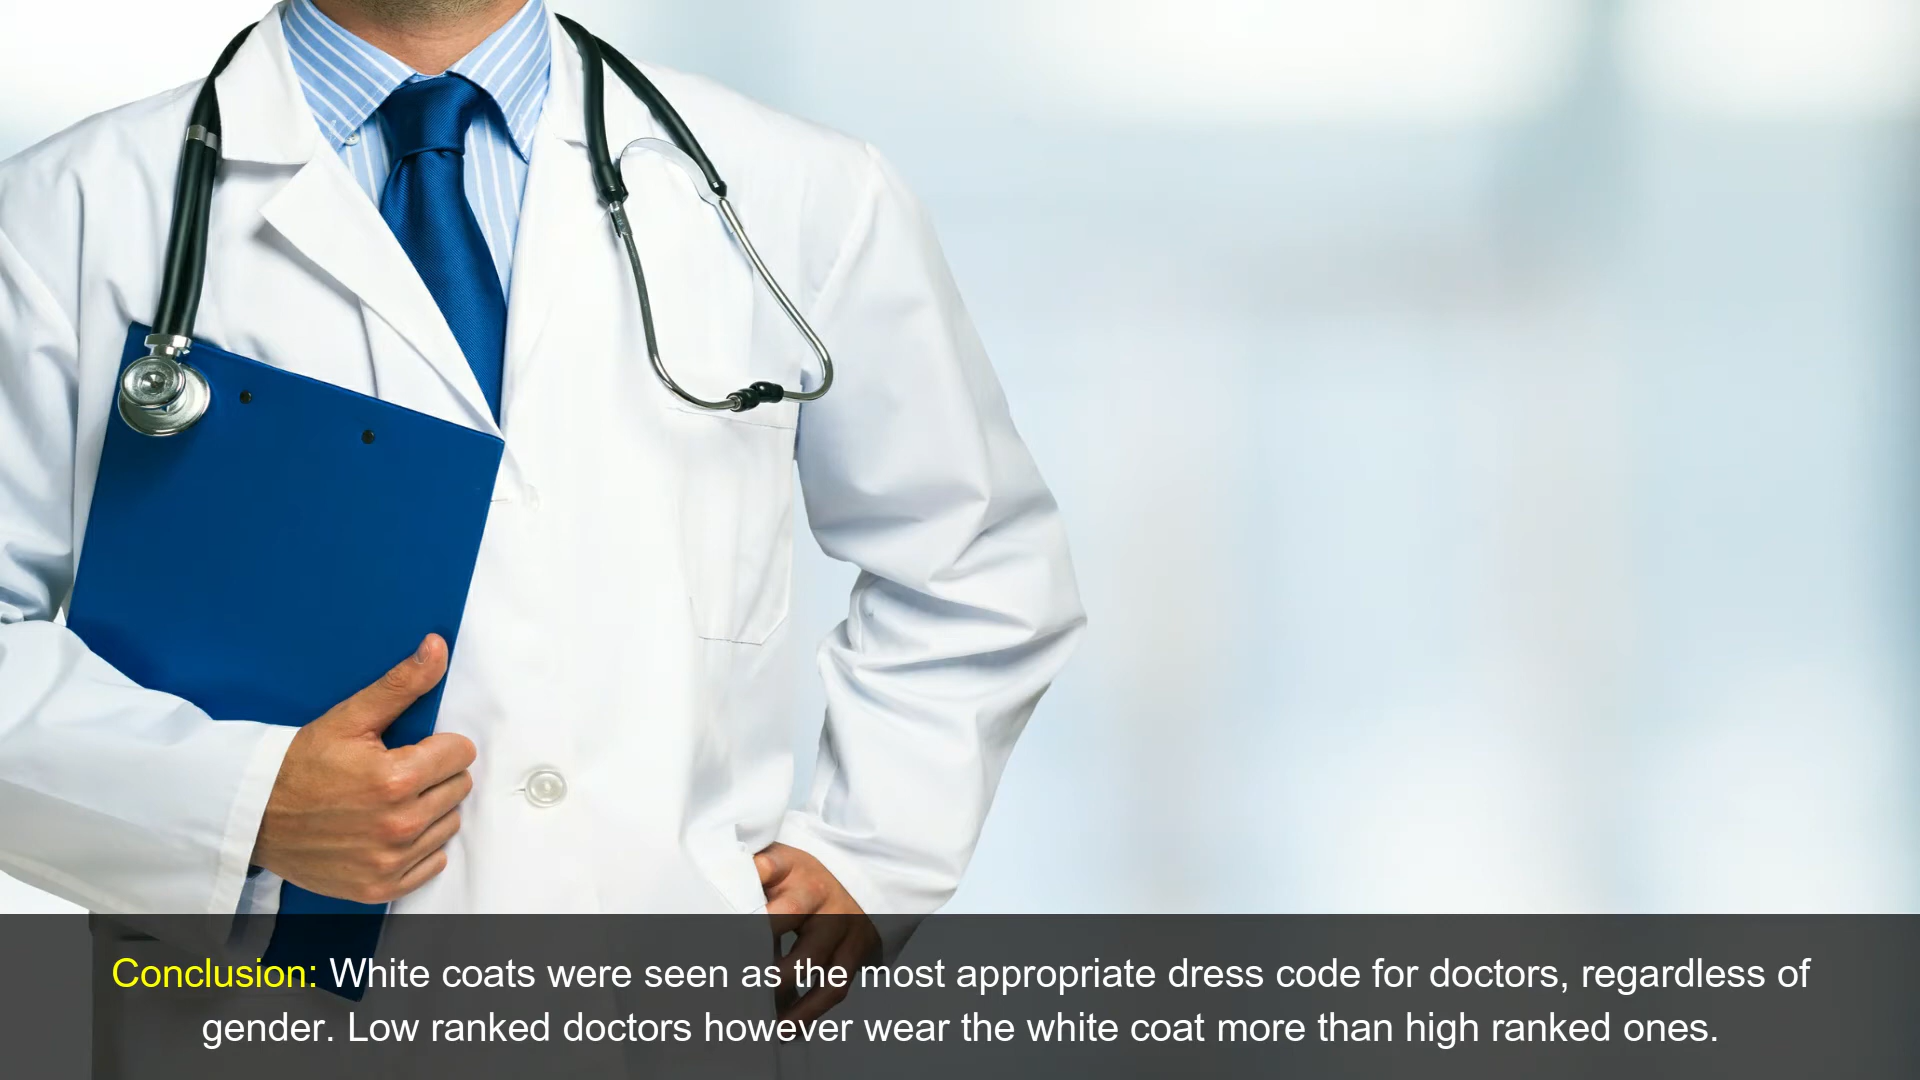 Conclusion: White coats were seen as the most appropriate dress code for doctors, regardless of
gender. Low ranked doctors however wear the white coat more than high ranked ones.